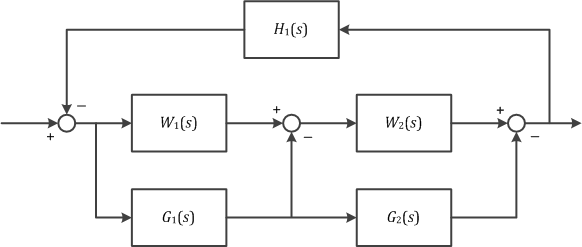 H₁(s)
−
+
W₁(s)
+
−
W₂(s)
+
−
G₁(s)
G₂(s)